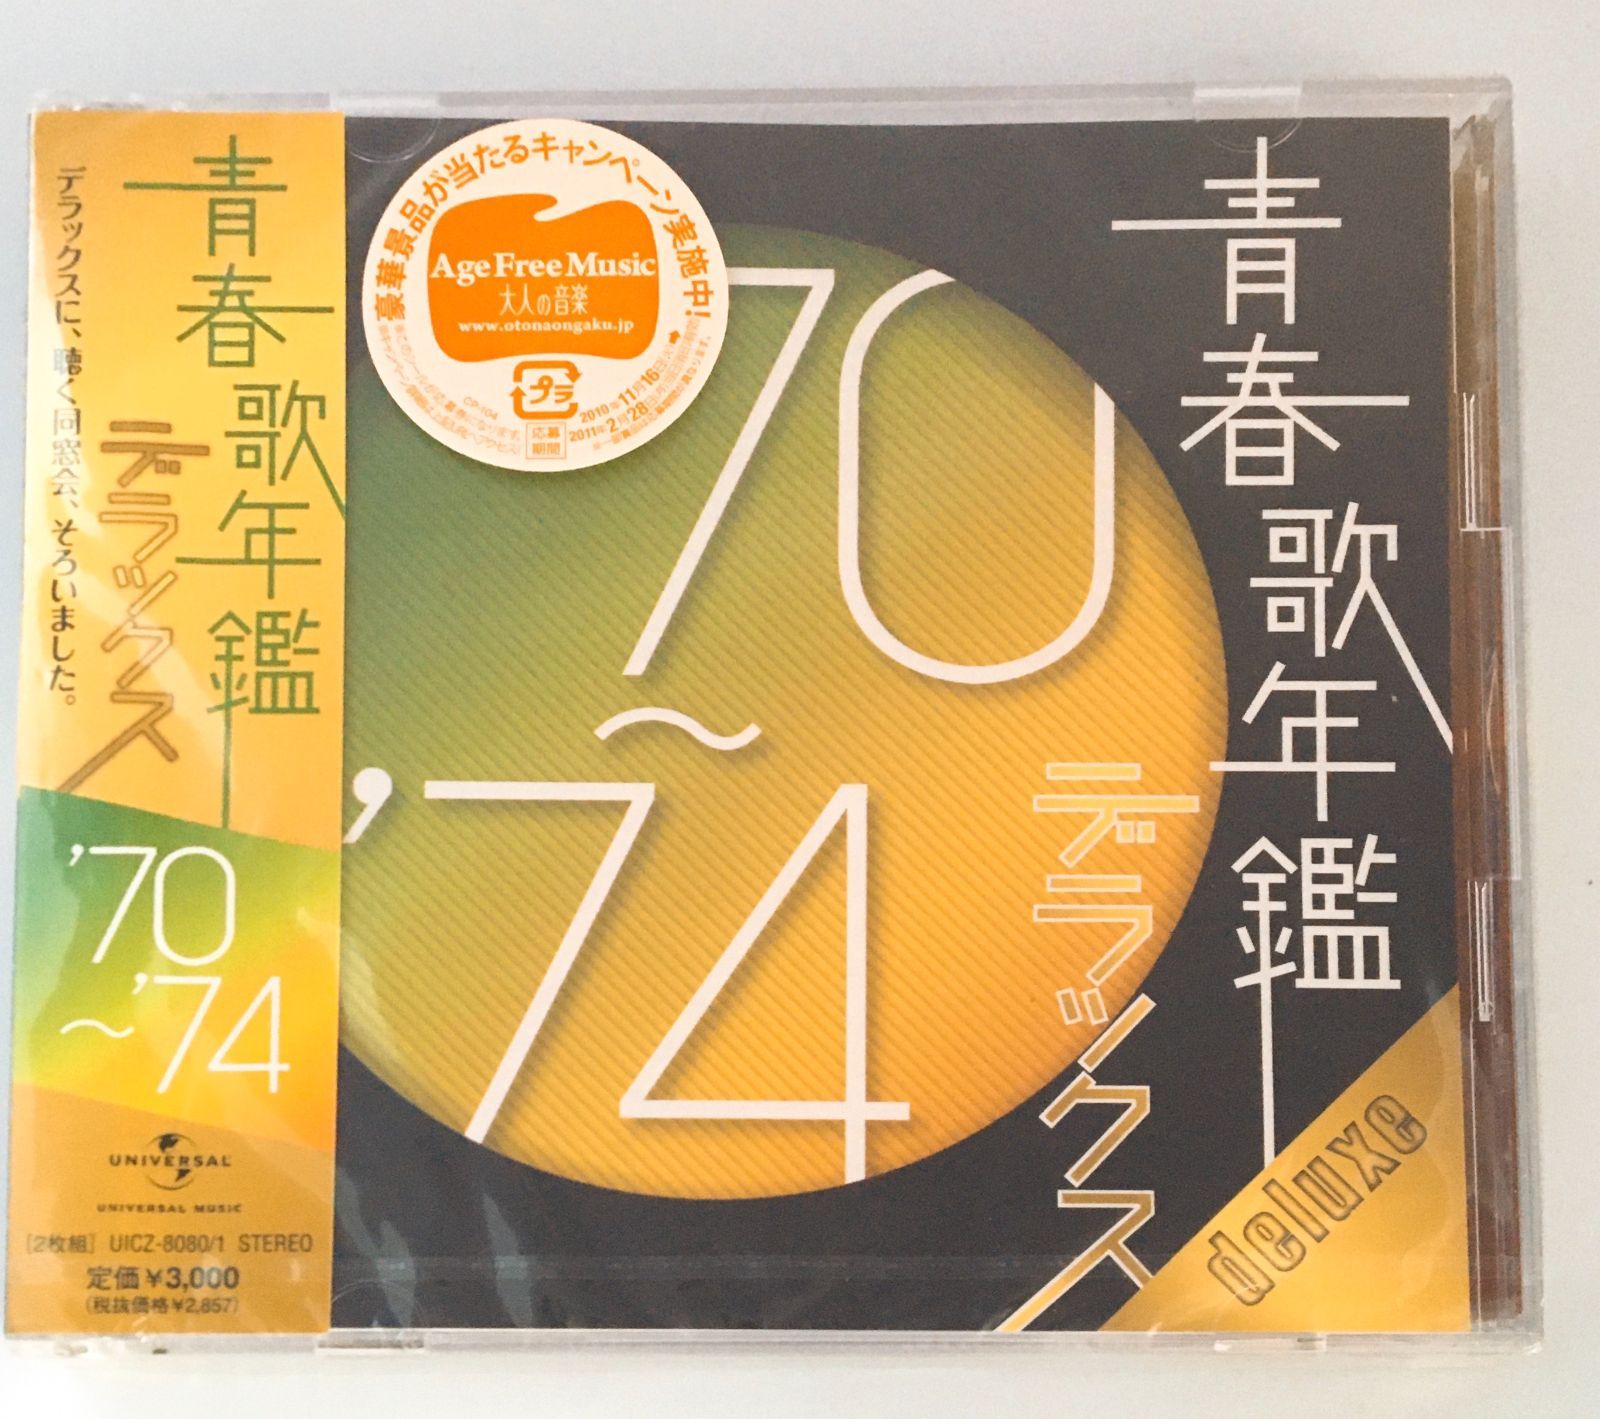 青春歌年鑑
デラックス
デラックスに、聴く同窓会、そろいました。
'70
～'74
UNIVERSAL
UNIVERSAL MUSIC
[2枚組] UICZ-8080/1 STEREO
定価¥3,000
(税抜価格¥2,857)
豪華景品が当たるキャンペーン実施中!
Age Free Music
大人の音楽
www.otonaongaku.jp
プラ
CP-104
応募
期間
2010年11月16日
2011年2月28日
'70
～
'74
青春歌年鑑
デラックス
deluxe